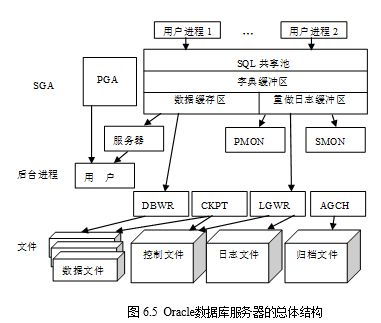 用户进程 1 … 用户进程 2
SQL 共享池
SGA PGA 字典缓冲区
数据缓存区 重做日志缓冲区
服务器 PMON SMON
后台进程 用 户
DBWR CKPT LGWR AGCH
文件 数据文件 控制文件 日志文件 归档文件
图 6.5 Oracle数据库服务器的总体结构